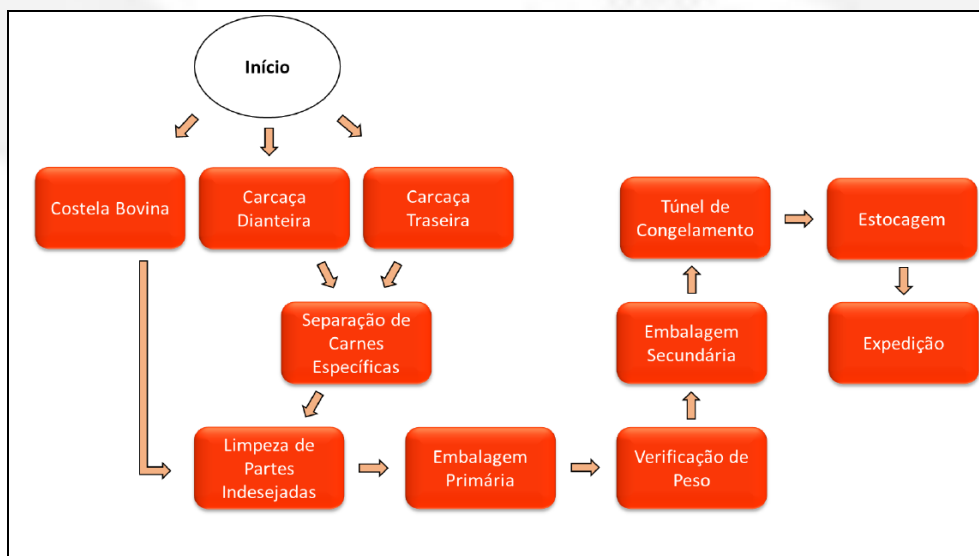 Início
Costela Bovina
Carcaça
Dianteira
Carcaça
Traseira
Separação de
Carnes
Específicas
Limpeza de
Partes
Indesejadas
Embalagem
Primária
Verificação de
Peso
Embalagem
Secundária
Túnel de
Congelamento
Estocagem
Expedição